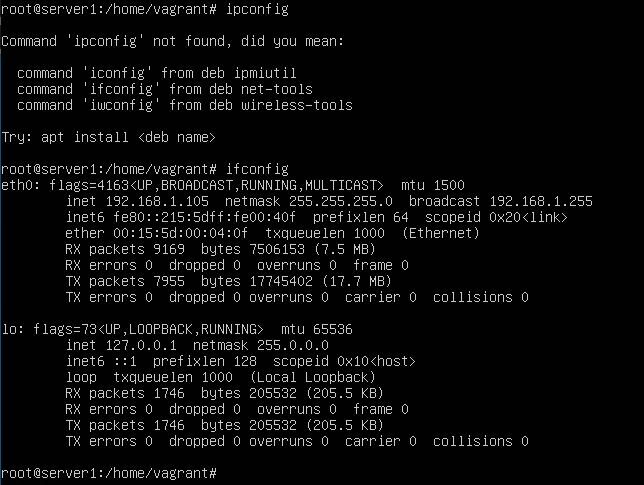 root@server1:/home/vagrant# ipconfig
Command 'ipconfig' not found, did you mean:
  command 'iconfig' from deb ipmiutil
  command 'ifconfig' from deb net-tools
  command 'iwconfig' from deb wireless-tools
Try: apt install <deb name>
root@server1:/home/vagrant# ifconfig
eth0: flags=4163<UP,BROADCAST,RUNNING,MULTICAST>  mtu 1500
        inet 192.168.1.105  netmask 255.255.255.0  broadcast 192.168.1.255
        inet6 fe80::215:5dff:fe00:40f  prefixlen 64  scopeid 0x20<link>
        ether 00:15:5d:00:04:0f  txqueuelen 1000  (Ethernet)
        RX packets 9169  bytes 7506153 (7.5 MB)
        RX errors 0  dropped 0  overruns 0  frame 0
        TX packets 7955  bytes 17745402 (17.7 MB)
        TX errors 0  dropped 0 overruns 0  carrier 0  collisions 0
lo: flags=73<UP,LOOPBACK,RUNNING>  mtu 65536
        inet 127.0.0.1  netmask 255.0.0.0
        inet6 ::1  prefixlen 128  scopeid 0x10<host>
        loop  txqueuelen 1000  (Local Loopback)
        RX packets 1746  bytes 205532 (205.5 KB)
        RX errors 0  dropped 0  overruns 0  frame 0
        TX packets 1746  bytes 205532 (205.5 KB)
        TX errors 0  dropped 0 overruns 0  carrier 0  collisions 0
root@server1:/home/vagrant#